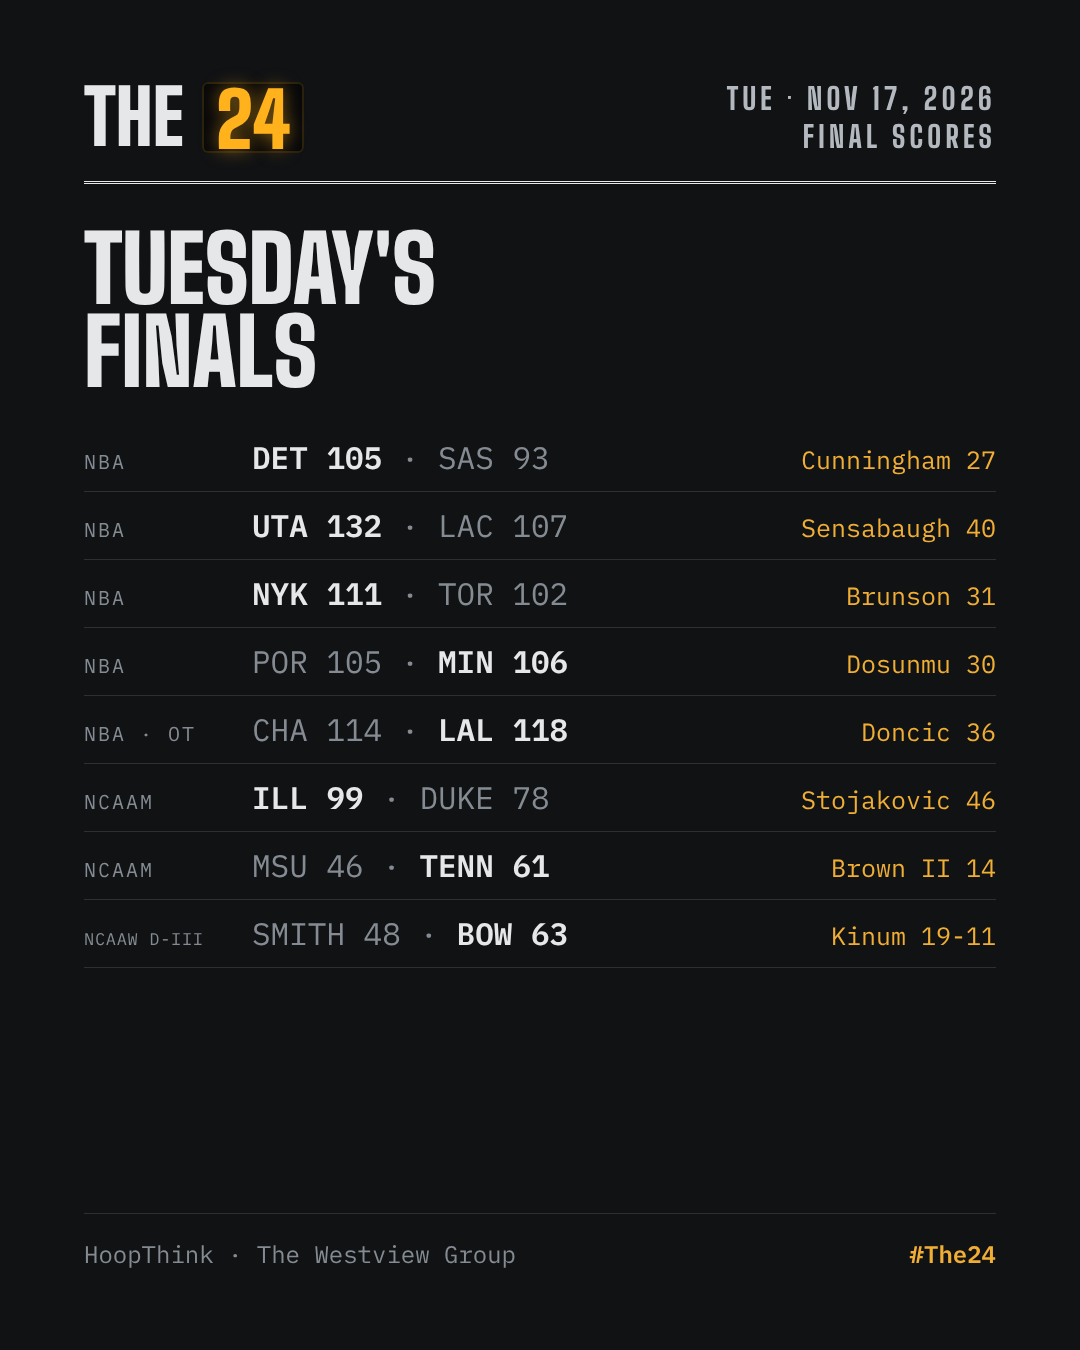 THE 24
TUE · NOV 17, 2026
FINAL SCORES
TUESDAY'S
FINALS
NBA DET 105 · SAS 93 Cunningham 27
NBA UTA 132 · LAC 107 Sensabaugh 40
NBA NYK 111 · TOR 102 Brunson 31
NBA POR 105 · MIN 106 Dosunmu 30
NBA · OT CHA 114 · LAL 118 Doncic 36
NCAAM ILL 99 · DUKE 78 Stojakovic 46
NCAAM MSU 46 · TENN 61 Brown II 14
NCAAW D-III SMITH 48 · BOW 63 Kinum 19-11
HoopThink · The Westview Group #The24